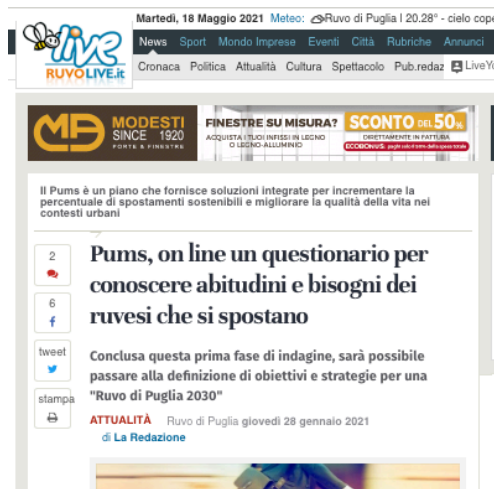 Martedì, 18 Maggio 2021 Meteo: Ruvo di Puglia | 20.28° - cielo cope
live
RUVOLIVE.it
News Sport Mondo Imprese Eventi Città Rubriche Annunci
Cronaca Politica Attualità Cultura Spettacolo Pub.redaz LiveY
MODESTI
SINCE 1920
PORTE & FINESTRE
FINESTRE SU MISURA?
ACQUISTA I TUOI INFISSI IN LEGNO
O LEGNO-ALLUMINIO
SCONTO DEL 50%
DIRETTAMENTE IN FATTURA
ECOBONUS:
Il Pums è un piano che fornisce soluzioni integrate per incrementare la
percentuale di spostamenti sostenibili e migliorare la qualità della vita nei
contesti urbani
2
6
tweet
stampa
Pums, on line un questionario per
conoscere abitudini e bisogni dei
ruvesi che si spostano
Conclusa questa prima fase di indagine, sarà possibile
passare alla definizione di obiettivi e strategie per una
"Ruvo di Puglia 2030"
ATTUALITÀ Ruvo di Puglia giovedì 28 gennaio 2021
di La Redazione